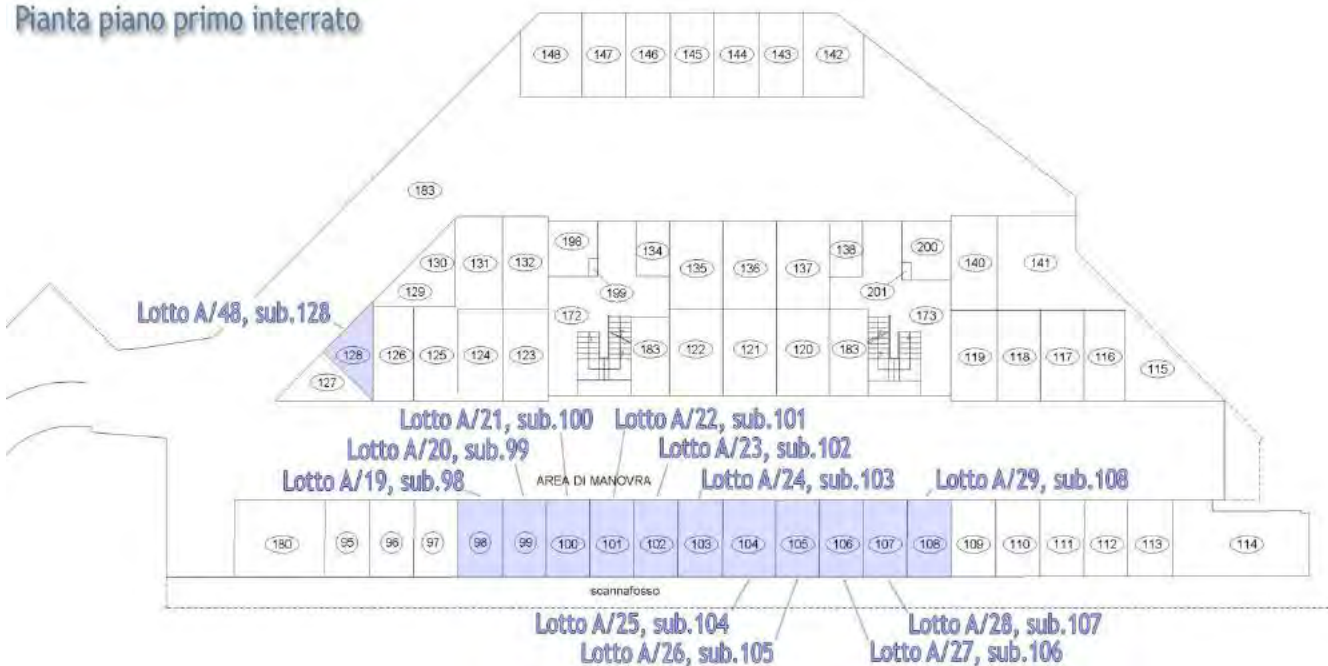 Pianta piano primo interrato
148 147 146 145 144 143 142
183
130 131 132 198 134 135 136 137 138 200 140 141
129
199 201
Lotto A/48, sub.128
172 173
128 126 125 124 123 183 122 121 120 183 119 118 117 116 115
127
Lotto A/21, sub.100 Lotto A/22, sub.101
Lotto A/20, sub.99 Lotto A/23, sub.102
Lotto A/19, sub.98 AREA DI MANOVRA Lotto A/24, sub.103 Lotto A/29, sub.108
180 95 96 97 98 99 100 101 102 103 104 105 106 107 108 109 110 111 112 113 114
scannafosso
Lotto A/25, sub.104 Lotto A/28, sub.107
Lotto A/26, sub.105 Lotto A/27, sub.106